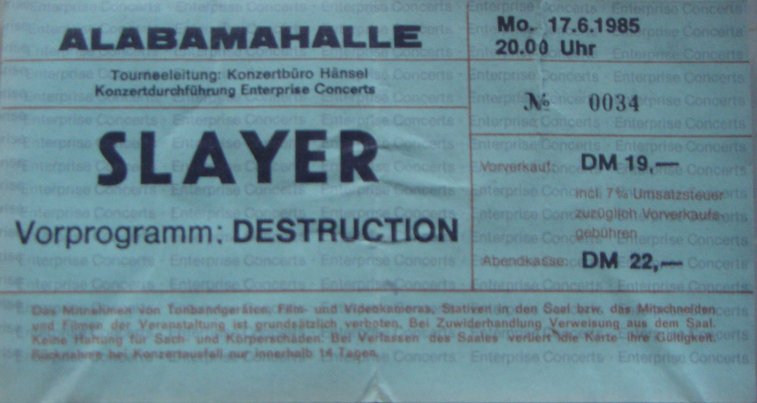 ALABAMAHALLE
Tourneeleitung: Konzertbüro Hänsel
Konzertdurchführung Enterprise Concerts
SLAYER
Vorprogramm: DESTRUCTION
Mo. 17.6.1985
20.00 Uhr
№ 0034
Vorverkauf: DM 19,—
incl. 7% Umsatzsteuer
zuzüglich Vorverkaufs-
gebühren
Abendkasse: DM 22,—
Das Mitnehmen von Tonbandgeräten, Film- und Videokameras, Stativen in den Saal bzw. das Mitschneiden
und Filmen der Veranstaltung ist grundsätzlich verboten. Bei Zuwiderhandlung Verweisung aus dem Saal.
Keine Haftung für Sach- und Körperschäden. Bei Verlassen des Saales verliert die Karte ihre Gültigkeit.
Rücknahme bei Konzertausfall nur innerhalb 14 Tagen.
Enterprise Concerts · Enterprise Concerts